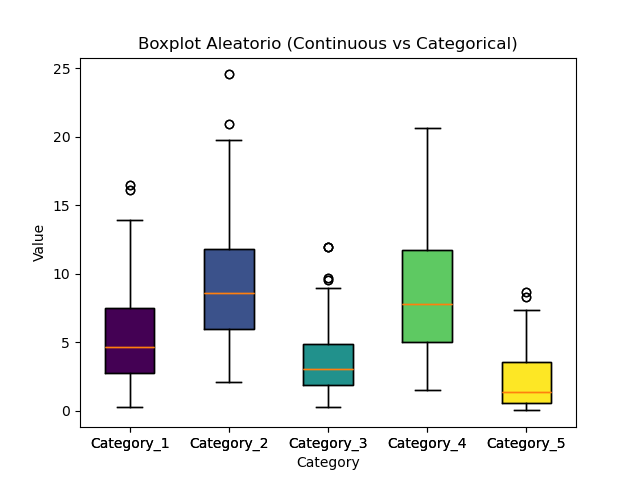 Boxplot Aleatorio (Continuous vs Categorical)
25
20
15
10
5
0
Value
Category_1 Category_2 Category_3 Category_4 Category_5
Category